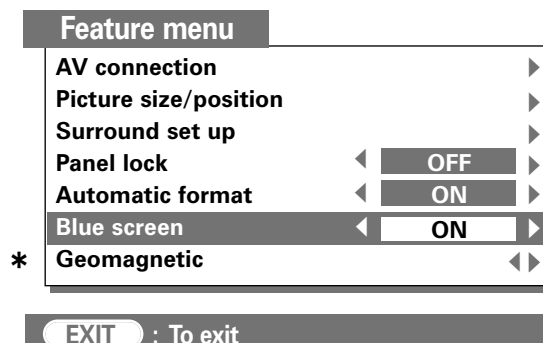 Feature menu
AV connection
Picture size/position
Surround set up
Panel lock OFF
Automatic format ON
Blue screen ON
* Geomagnetic
EXIT : To exit